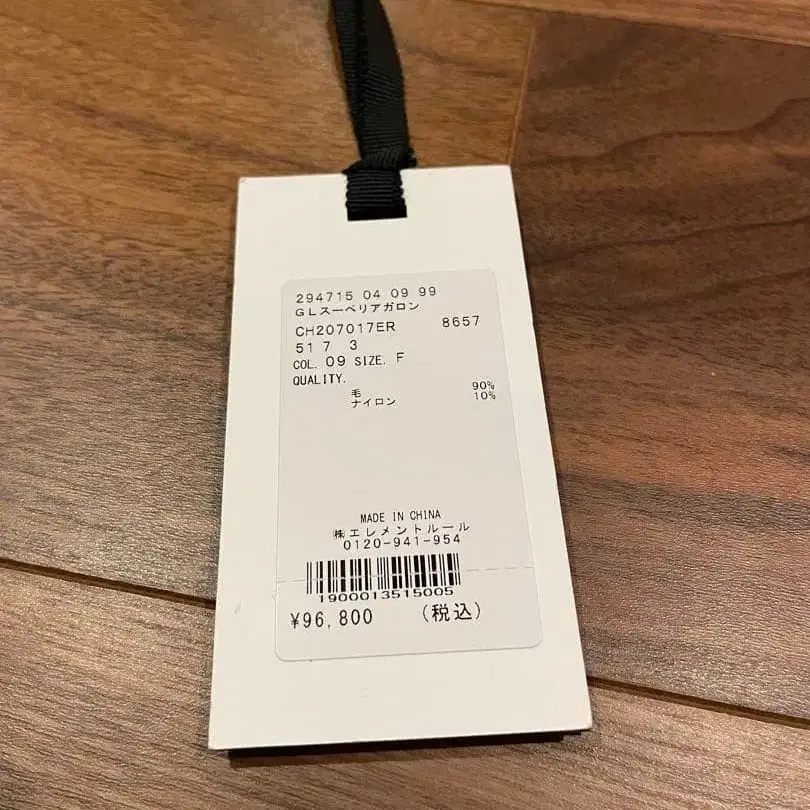 294715 04 09 99
GLスーペリアガロン
CH207017ER 8657
51 7 3
COL. 09 SIZE. F
QUALITY.
毛 90%
ナイロン 10%
MADE IN CHINA
㈱エレメントルール
0120-941-954
1900013515005
¥96,800 (税込)